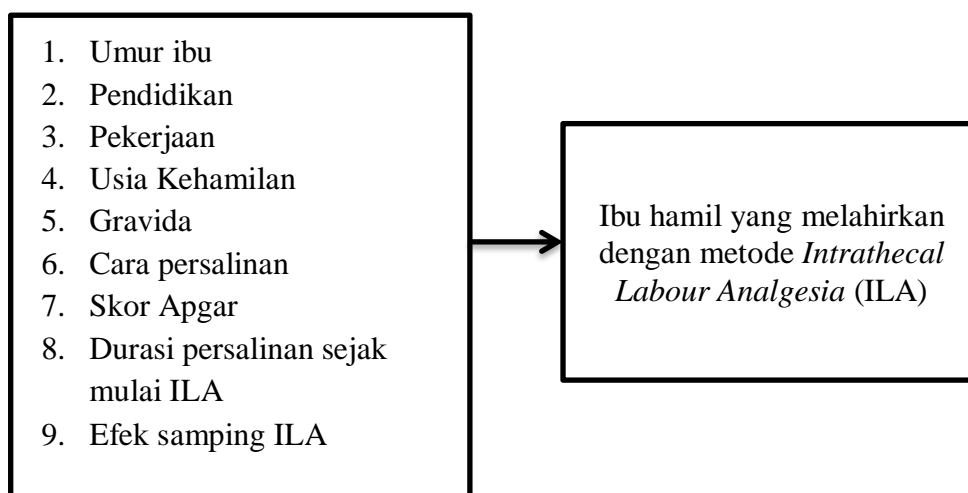 1. Umur ibu
2. Pendidikan
3. Pekerjaan
4. Usia Kehamilan
5. Gravida
6. Cara persalinan
7. Skor Apgar
8. Durasi persalinan sejak
mulai ILA
9. Efek samping ILA
Ibu hamil yang melahirkan
dengan metode Intrathecal
Labour Analgesia (ILA)